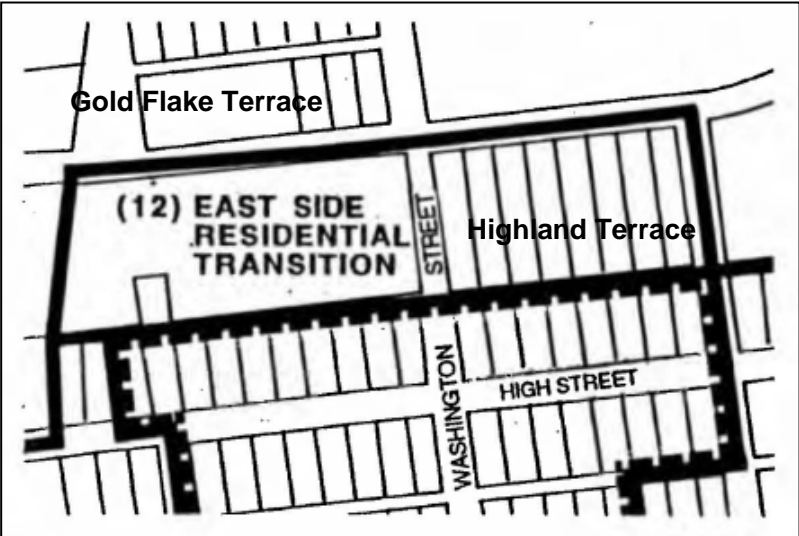 Gold Flake Terrace
(12) EAST SIDE
RESIDENTIAL
TRANSITION
STREET
Highland Terrace
WASHINGTON
HIGH STREET